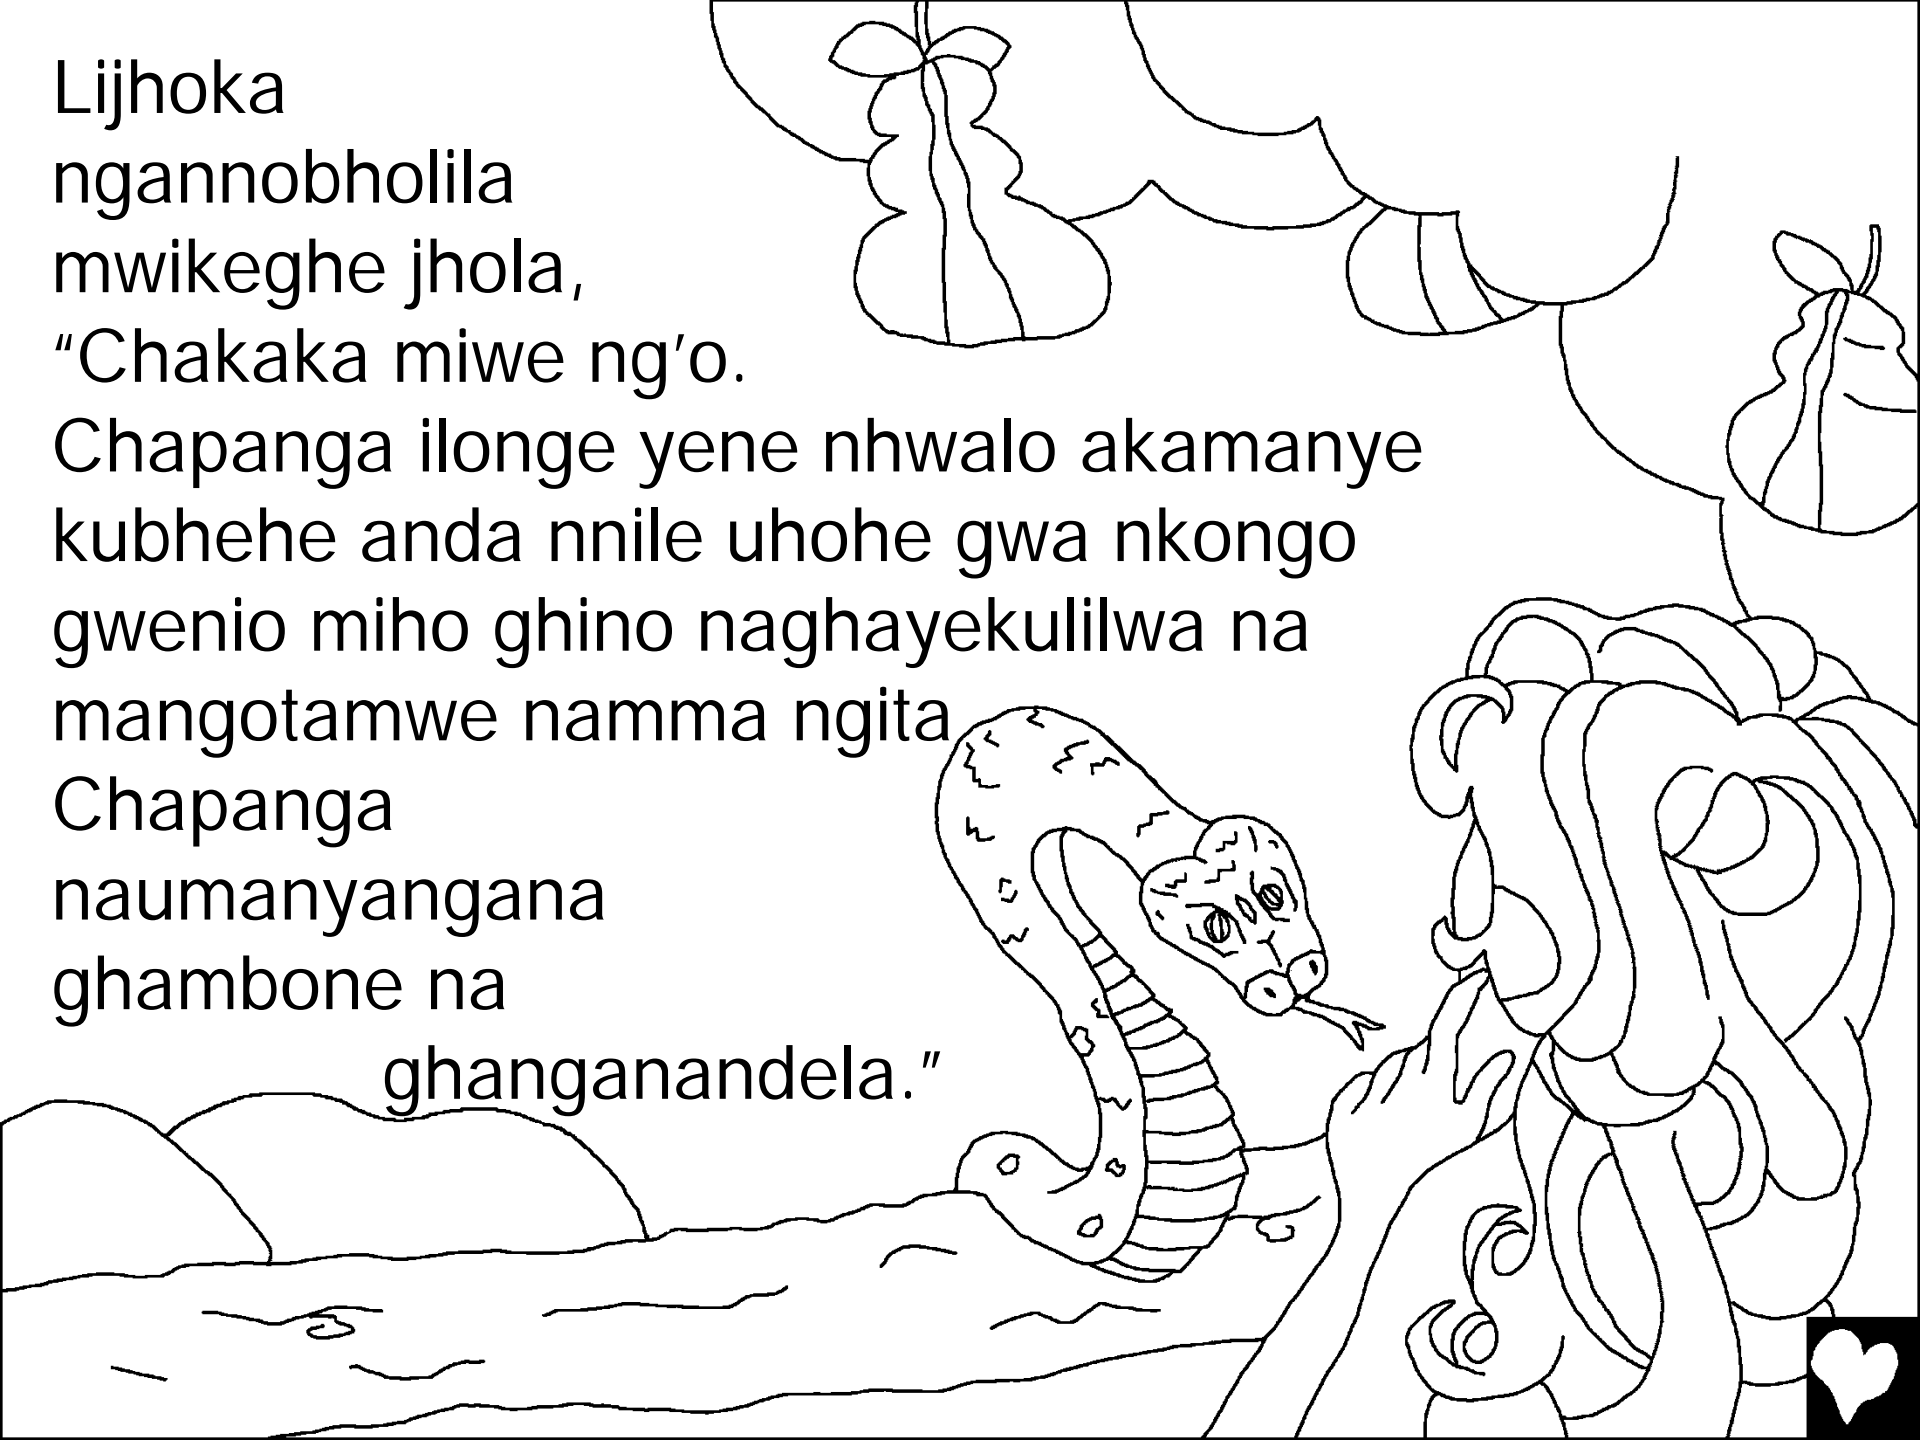 Lijhoka
ngannobholila
mwikeghe jhola,
“Chakaka miwe ng’o.
Chapanga ilonge yene nhwalo akamanye
kubhehe anda nnile uhohe gwa nkongo
gwenio miho ghino naghayekulilwa na
mangotamwe namma ngita
Chapanga
naumanyangana
ghambone na
ghanganandela.”